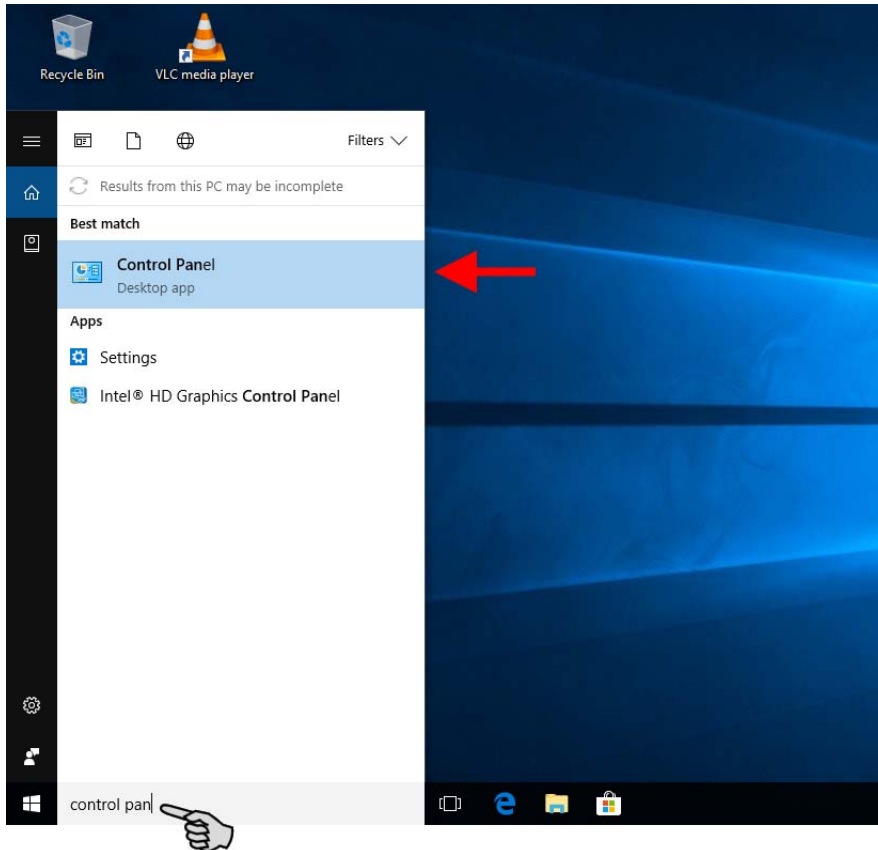 Recycle Bin
VLC media player
Filters
Results from this PC may be incomplete
Best match
Control Panel
Desktop app
Apps
Settings
Intel® HD Graphics Control Panel
control pan